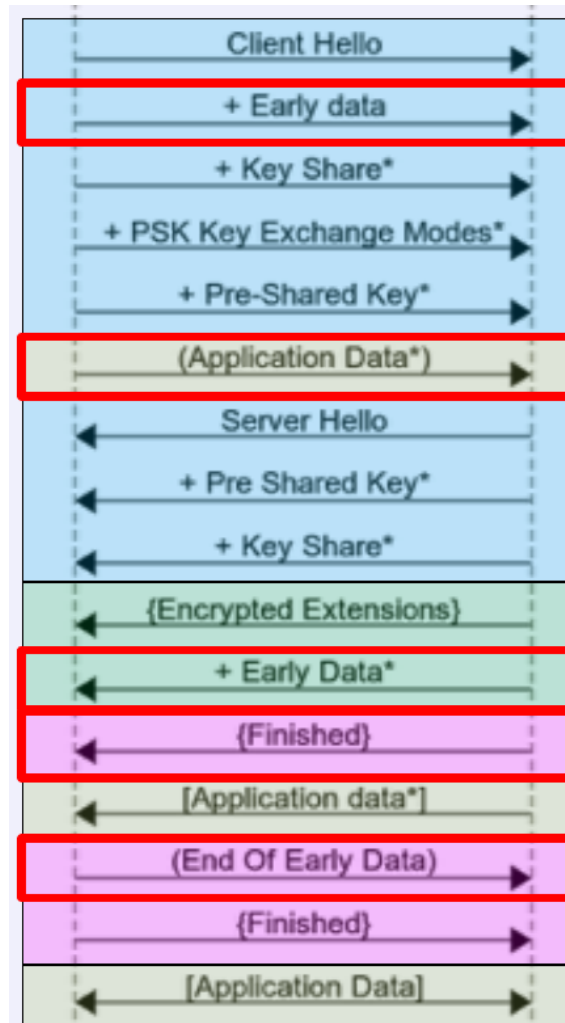 Client Hello
+ Early data
+ Key Share*
+ PSK Key Exchange Modes*
+ Pre-Shared Key*
(Application Data*)
Server Hello
+ Pre Shared Key*
+ Key Share*
{Encrypted Extensions}
+ Early Data*
{Finished}
[Application data*]
(End Of Early Data)
{Finished}
[Application Data]